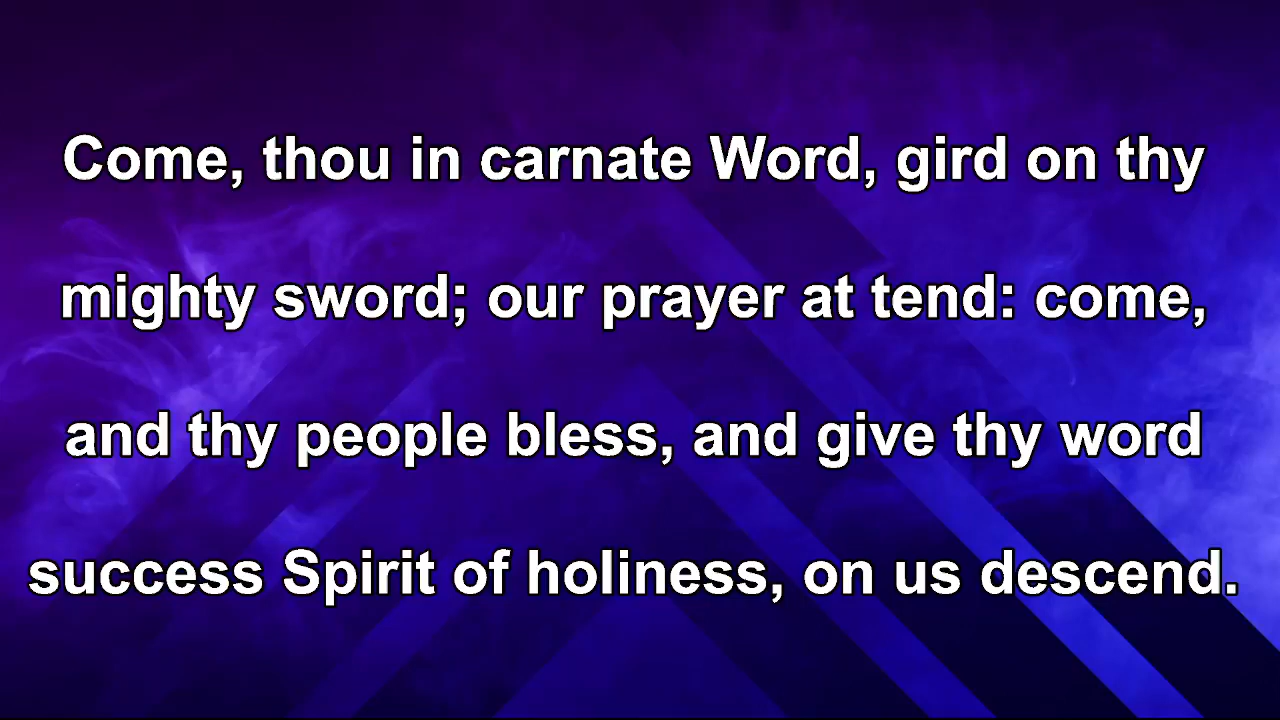 Come, thou in carnate Word, gird on thy
mighty sword; our prayer at tend: come,
and thy people bless, and give thy word
success Spirit of holiness, on us descend.